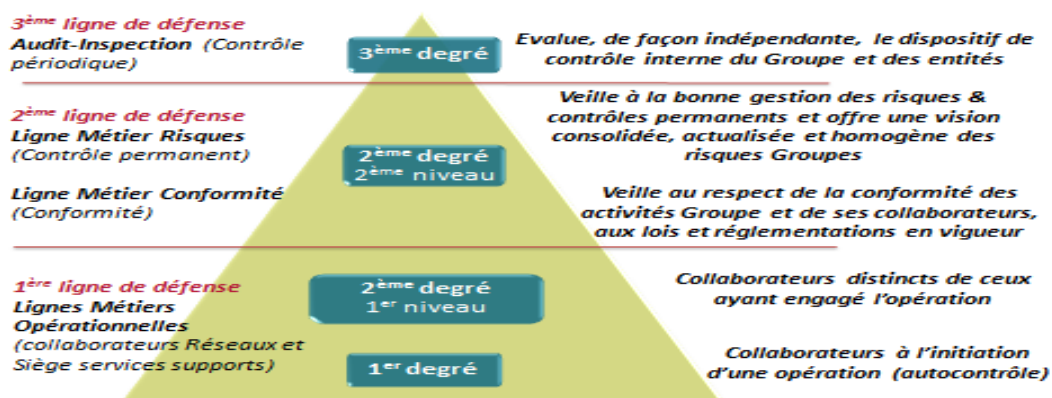 3ème ligne de défense
Audit-Inspection (Contrôle
périodique)
3ème degré
Evalue, de façon indépendante, le dispositif de
contrôle interne du Groupe et des entités
2ème ligne de défense
Ligne Métier Risques
(Contrôle permanent)
Ligne Métier Conformité
(Conformité)
2ème degré
2ème niveau
Veille à la bonne gestion des risques &
contrôles permanents et offre une vision
consolidée, actualisée et homogène des
risques Groupes
Veille au respect de la conformité des
activités Groupe et de ses collaborateurs,
aux lois et réglementations en vigueur
1ère ligne de défense
Lignes Métiers
Opérationnelles
(collaborateurs Réseaux et
Siège services supports)
2ème degré
1er niveau
Collaborateurs distincts de ceux
ayant engagé l’opération
1er degré
Collaborateurs à l’initiation
d’une opération (autocontrôle)